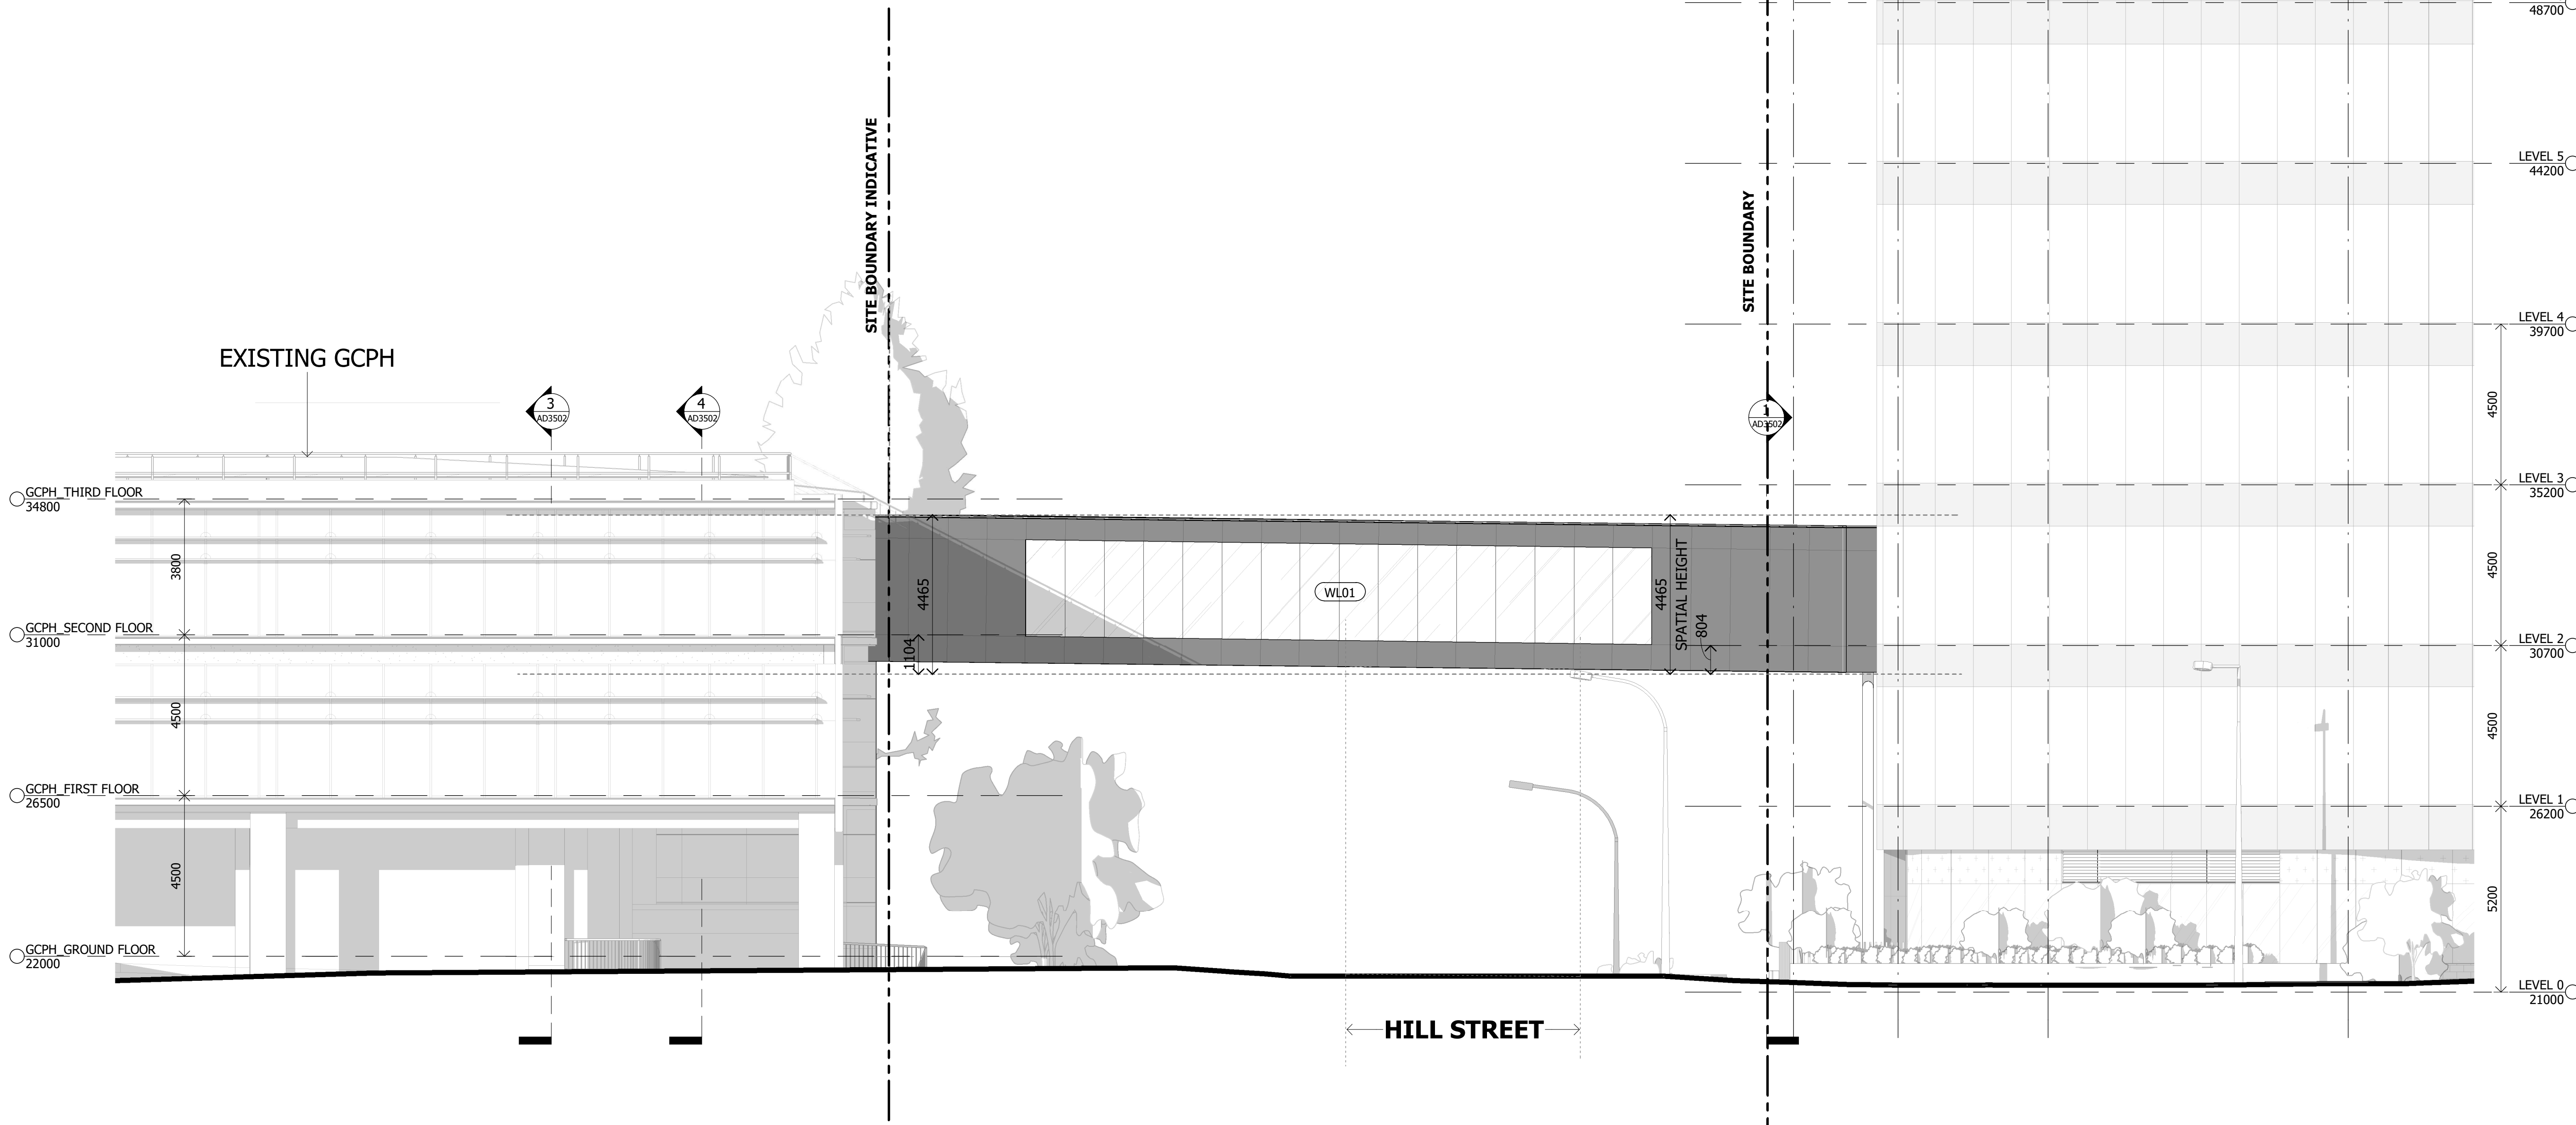 48700
LEVEL 5
44200
SITE BOUNDARY INDICATIVE
SITE BOUNDARY
LEVEL 4
39700
EXISTING GCPH
3
AD3502
4
AD3502
1
AD3502
4500
GCPH_THIRD FLOOR
34800
LEVEL 3
35200
3800
4465
WL01
4465
SPATIAL HEIGHT
804
1104
4500
GCPH_SECOND FLOOR
31000
LEVEL 2
30700
4500
4500
GCPH_FIRST FLOOR
26500
LEVEL 1
26200
4500
5200
GCPH_GROUND FLOOR
22000
LEVEL 0
21000
HILL STREET